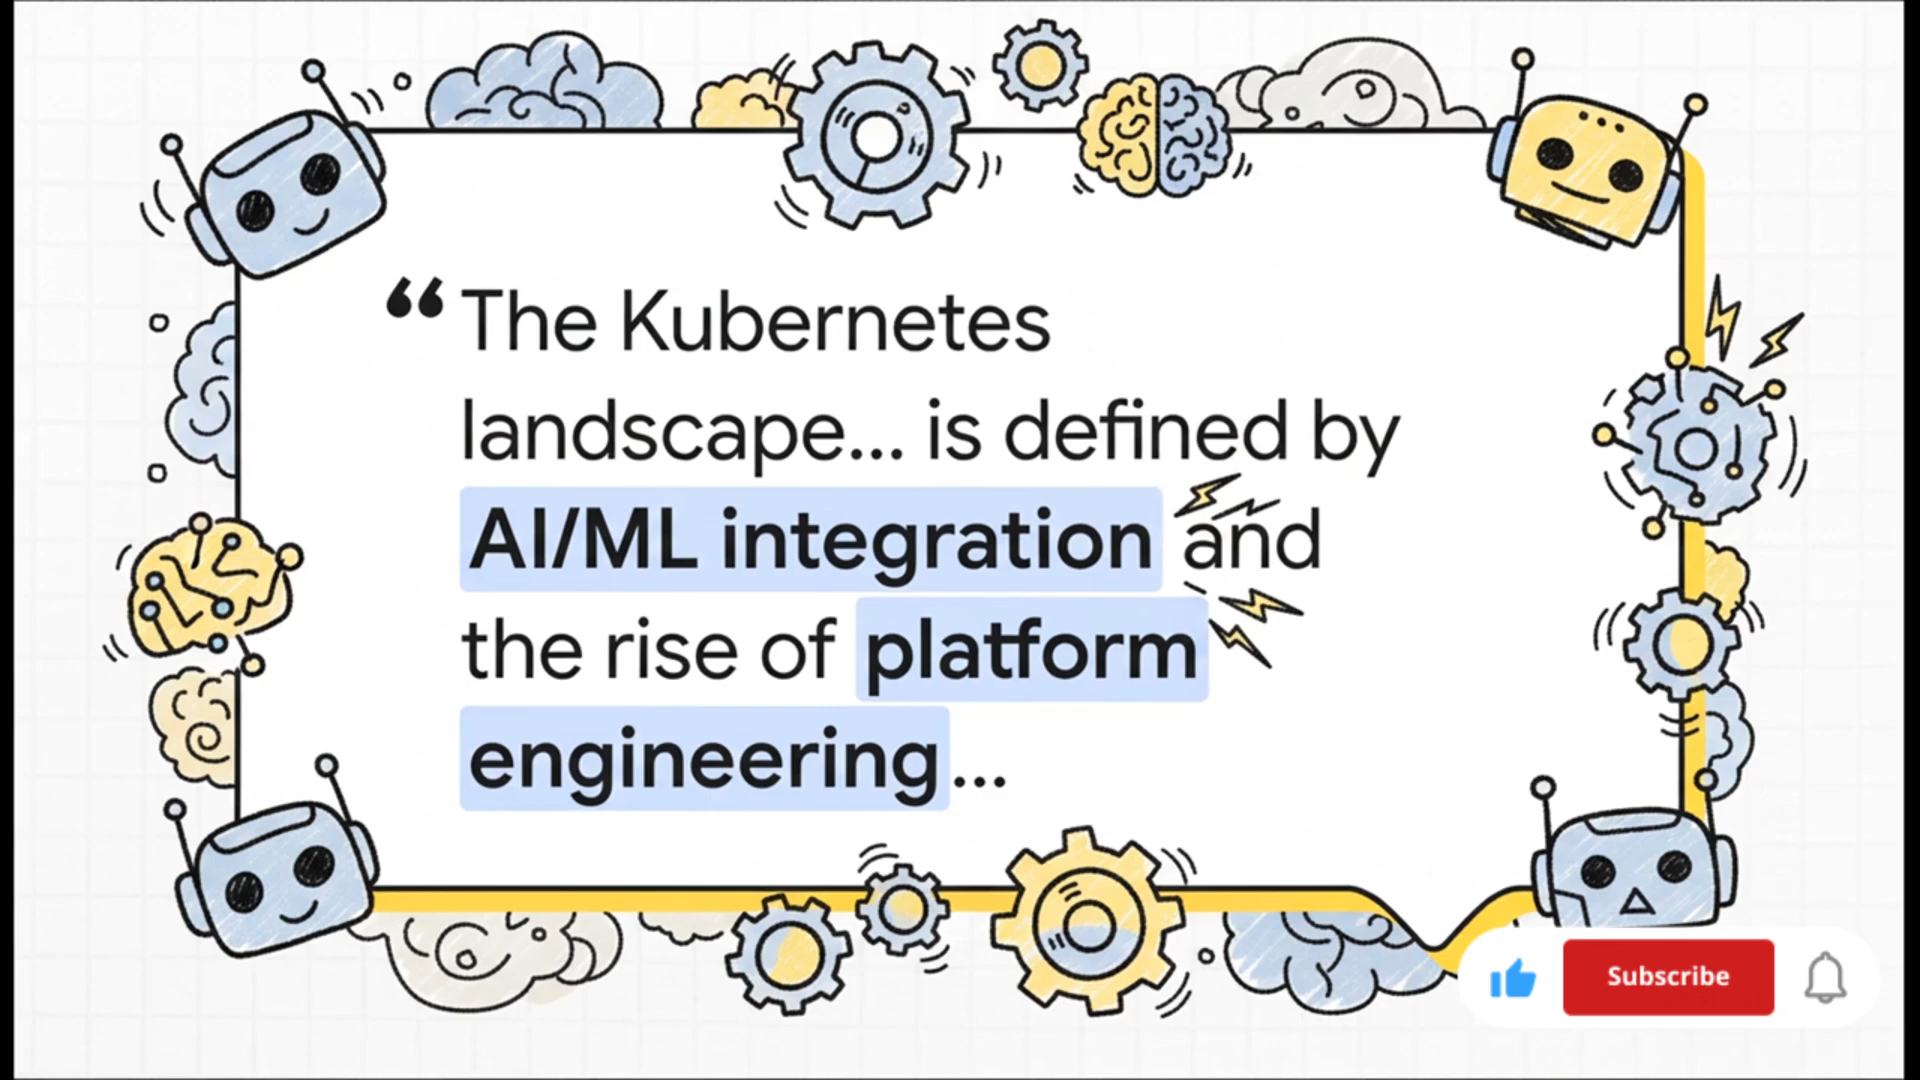 “The Kubernetes
landscape... is defined by
AI/ML integration and
the rise of platform
engineering...
Subscribe